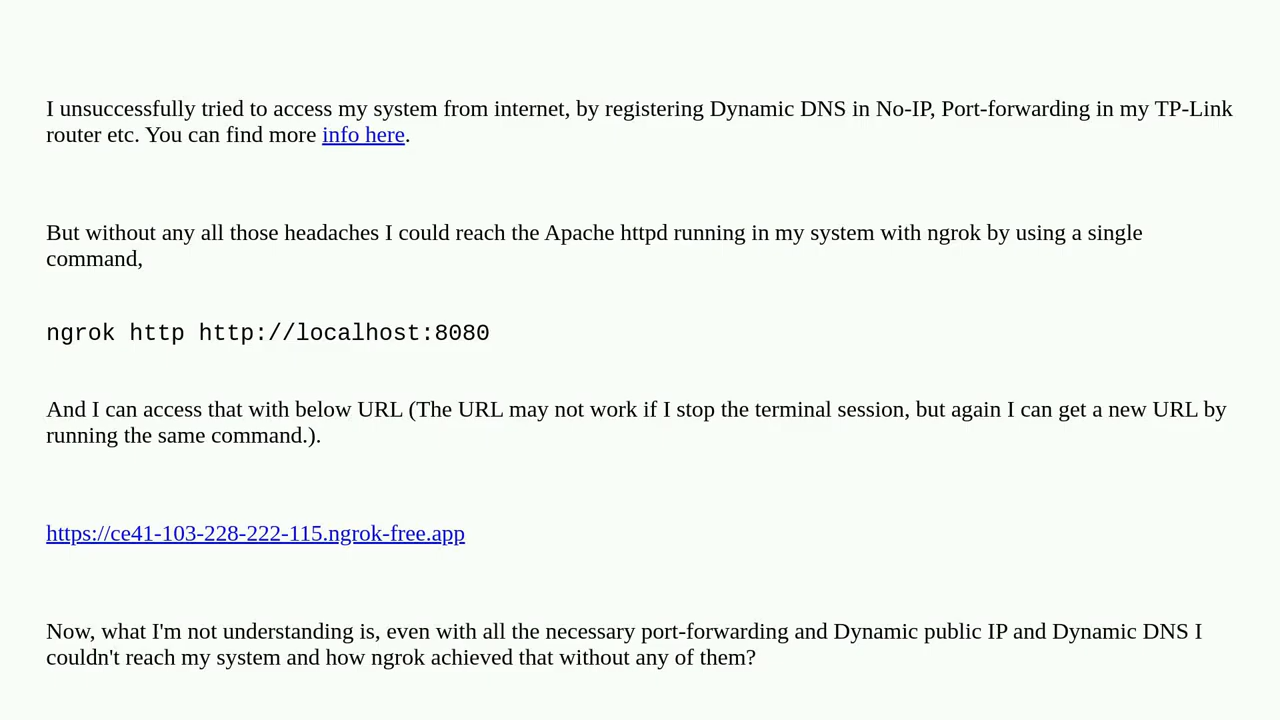 I unsuccessfully tried to access my system from internet, by registering Dynamic DNS in No-IP, Port-forwarding in my TP-Link
router etc. You can find more info here.
But without any all those headaches I could reach the Apache httpd running in my system with ngrok by using a single
command,
ngrok http http://localhost:8080
And I can access that with below URL (The URL may not work if I stop the terminal session, but again I can get a new URL by
running the same command.).
https://ce41-103-228-222-115.ngrok-free.app
Now, what I'm not understanding is, even with all the necessary port-forwarding and Dynamic public IP and Dynamic DNS I
couldn't reach my system and how ngrok achieved that without any of them?